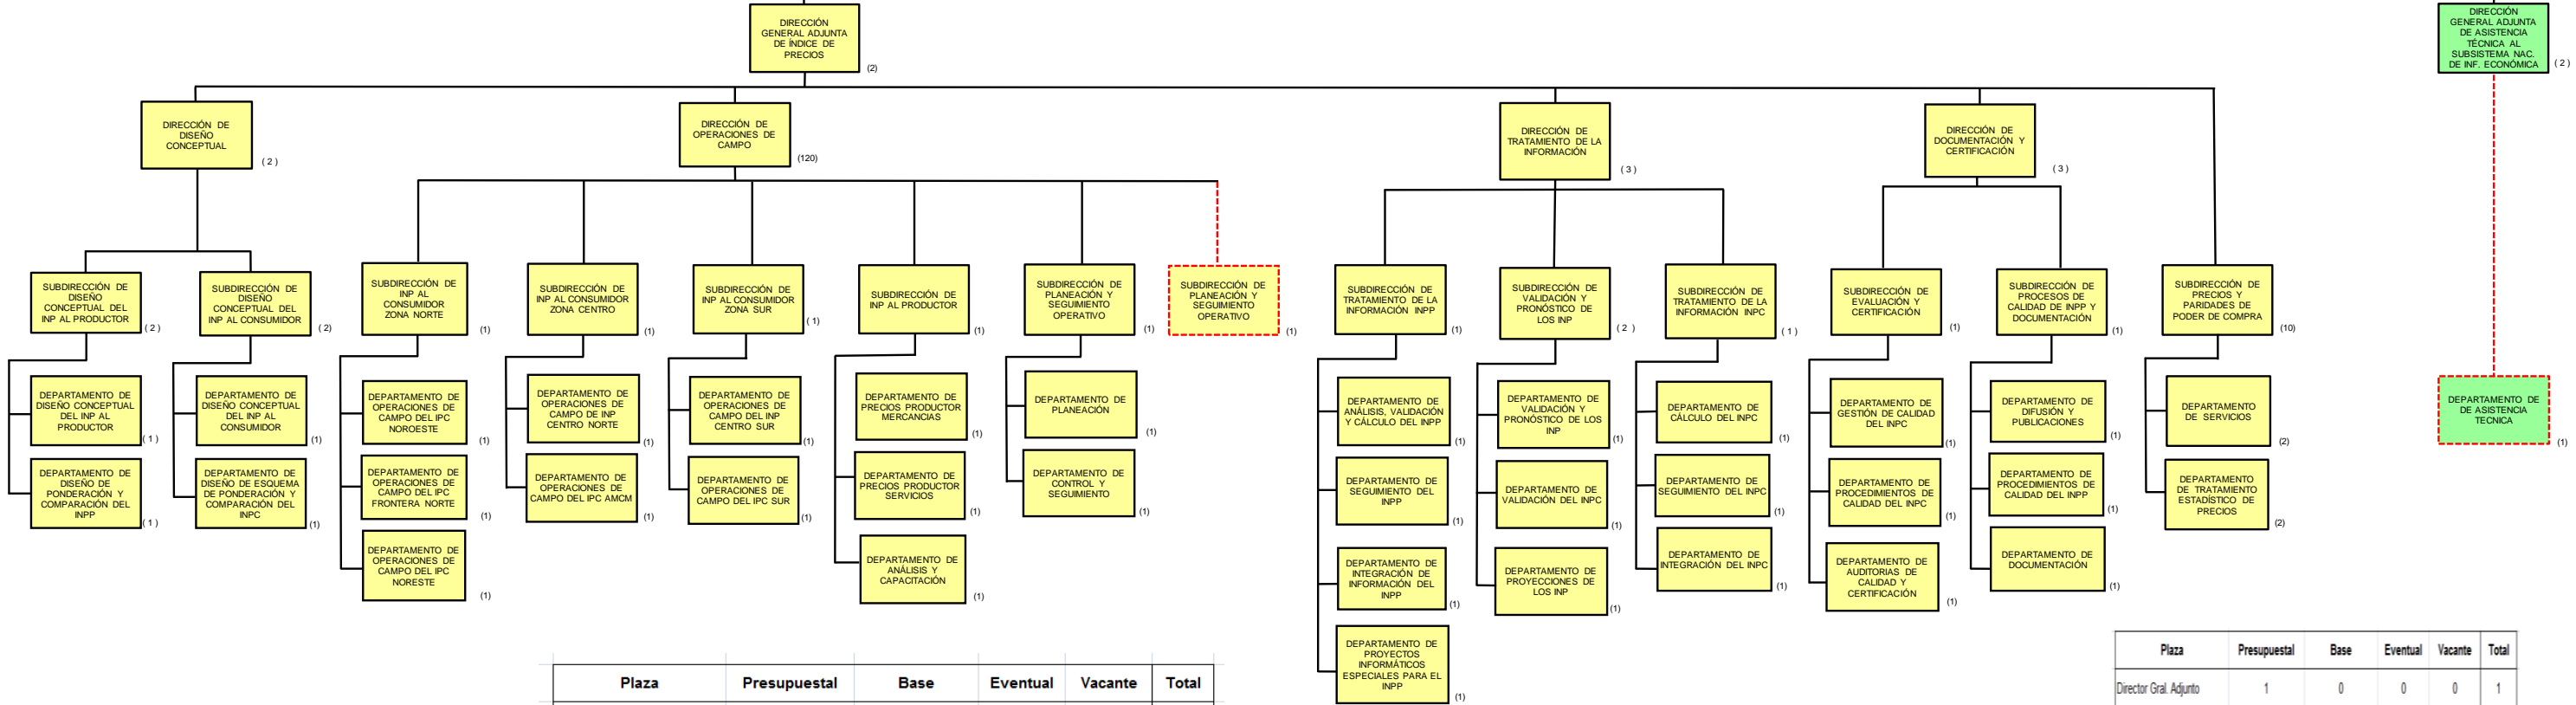 DIRECCIÓN
GENERAL ADJUNTA
DE ÍNDICE DE
PRECIOS
(2)
DIRECCIÓN
GENERAL ADJUNTA
DE ASISTENCIA
TÉCNICA AL
SUBSISTEMA NAC.
DE INF. ECONÓMICA
( 2 )
DIRECCIÓN DE
DISEÑO
CONCEPTUAL
( 2 )
DIRECCIÓN DE
OPERACIONES DE
CAMPO
(120)
DIRECCIÓN DE
TRATAMIENTO DE LA
INFORMACIÓN
( 3 )
DIRECCIÓN DE
DOCUMENTACIÓN Y
CERTIFICACIÓN
( 3 )
SUBDIRECCIÓN DE
DISEÑO
CONCEPTUAL DEL
INP AL PRODUCTOR
( 2 )
SUBDIRECCIÓN DE
DISEÑO
CONCEPTUAL DEL
INP AL CONSUMIDOR
(2)
SUBDIRECCIÓN DE
INP AL
CONSUMIDOR
ZONA NORTE
(1)
SUBDIRECCIÓN DE
INP AL CONSUMIDOR
ZONA CENTRO
(1)
SUBDIRECCIÓN DE
INP AL CONSUMIDOR
ZONA SUR
( 1)
SUBDIRECCIÓN DE
INP AL PRODUCTOR
(1)
SUBDIRECCIÓN DE
PLANEACIÓN Y
SEGUIMIENTO
OPERATIVO
(1)
SUBDIRECCIÓN DE
PLANEACIÓN Y
SEGUIMIENTO
OPERATIVO
(1)
SUBDIRECCIÓN DE
TRATAMIENTO DE LA
INFORMACIÓN INPP
(1)
SUBDIRECCIÓN DE
VALIDACIÓN Y
PRONÓSTICO DE
LOS INP
( 2 )
SUBDIRECCIÓN DE
TRATAMIENTO DE LA
INFORMACIÓN INPC
( 1 )
SUBDIRECCIÓN DE
EVALUACIÓN Y
CERTIFICACIÓN
(1)
SUBDIRECCIÓN DE
PROCESOS DE
CALIDAD DE INPP Y
DOCUMENTACIÓN
(1)
SUBDIRECCIÓN DE
PRECIOS Y
PARIDADES DE
PODER DE COMPRA
(10)
DEPARTAMENTO DE
DISEÑO CONCEPTUAL
DEL INP AL
PRODUCTOR
( 1 )
DEPARTAMENTO DE
DISEÑO DE
PONDERACIÓN Y
COMPARACIÓN DEL
INPP
( 1 )
DEPARTAMENTO DE
DISEÑO CONCEPTUAL
DEL INP AL
CONSUMIDOR
(1)
DEPARTAMENTO DE
DISEÑO DE ESQUEMA
DE PONDERACIÓN Y
COMPARACIÓN DEL
INPC
(1)
DEPARTAMENTO DE
OPERACIONES DE
CAMPO DEL IPC
NOROESTE
(1)
DEPARTAMENTO DE
OPERACIONES DE
CAMPO DEL IPC
FRONTERA NORTE
(1)
DEPARTAMENTO DE
OPERACIONES DE
CAMPO DEL IPC
NORESTE
(1)
DEPARTAMENTO DE
OPERACIONES DE
CAMPO DE INP
CENTRO NORTE
(1)
DEPARTAMENTO DE
OPERACIONES DE
CAMPO DEL IPC AMCM
(1)
DEPARTAMENTO DE
OPERACIONES DE
CAMPO DEL INP
CENTRO SUR
(1)
DEPARTAMENTO DE
OPERACIONES DE
CAMPO DEL IPC SUR
(1)
DEPARTAMENTO DE
PRECIOS PRODUCTOR
MERCANCIAS
(1)
DEPARTAMENTO DE
PRECIOS PRODUCTOR
SERVICIOS
(1)
DEPARTAMENTO DE
ANÁLISIS Y
CAPACITACIÓN
(1)
DEPARTAMENTO DE
PLANEACIÓN
(1)
DEPARTAMENTO DE
CONTROL Y
SEGUIMIENTO
(1)
DEPARTAMENTO DE
ANÁLISIS, VALIDACIÓN
Y CÁLCULO DEL INPP
(1)
DEPARTAMENTO DE
SEGUIMIENTO DEL
INPP
(1)
DEPARTAMENTO DE
INTEGRACIÓN DE
INFORMACIÓN DEL
INPP
(1)
DEPARTAMENTO DE
PROYECTOS
INFORMÁTICOS
ESPECIALES PARA EL
INPP
(1)
DEPARTAMENTO DE
VALIDACIÓN Y
PRONÓSTICO DE LOS
INP
(1)
DEPARTAMENTO DE
VALIDACIÓN DEL INPC
(1)
DEPARTAMENTO DE
PROYECCIONES DE
LOS INP
(1)
DEPARTAMENTO DE
CÁLCULO DEL INPC
(1)
DEPARTAMENTO DE
SEGUIMIENTO DEL INPC
(1)
DEPARTAMENTO DE
INTEGRACIÓN DEL INPC
(1)
DEPARTAMENTO DE
GESTIÓN DE CALIDAD
DEL INPC
(1)
DEPARTAMENTO DE
PROCEDIMIENTOS DE
CALIDAD DEL INPC
(1)
DEPARTAMENTO DE
AUDITORIAS DE
CALIDAD Y
CERTIFICACIÓN
(1)
DEPARTAMENTO DE
DIFUSIÓN Y
PUBLICACIONES
(1)
DEPARTAMENTO DE
PROCEDIMIENTOS DE
CALIDAD DEL INPP
(1)
DEPARTAMENTO DE
DOCUMENTACIÓN
(1)
DEPARTAMENTO
DE SERVICIOS
(2)
DEPARTAMENTO
DE TRATAMIENTO
ESTADÍSTICO DE
PRECIOS
(2)
DEPARTAMENTO DE
DE ASISTENCIA
TECNICA
(1)
Plaza Presupuestal Base Eventual Vacante Total
Plaza Presupuestal Base Eventual Vacante Total
Director Gral. Adjunto 1 0 0 0 1